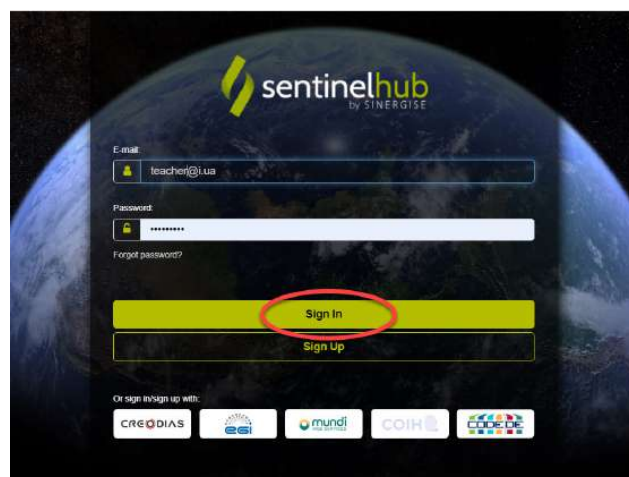 sentinelhub
by SINERGISE
E-mail:
teacher@i.ua
Password:
•••••••••
Forgot password?
Sign In
Sign Up
Or sign in/sign up with:
CREODIAS
egi
mundi
COIH
CODE.DE